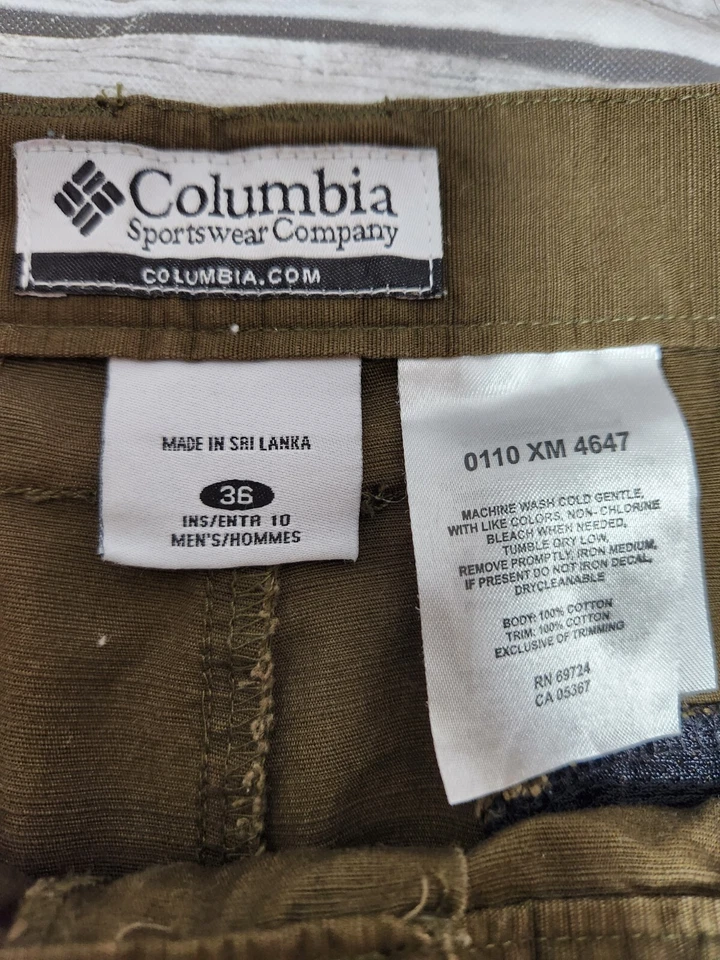 Columbia
Sportswear Company
COLUMBIA.COM
MADE IN SRI LANKA
36
INS/ENTR 10
MEN'S/HOMMES
0110 XM 4647
MACHINE WASH COLD GENTLE,
WITH LIKE COLORS, NON- CHLORINE
BLEACH WHEN NEEDED,
TUMBLE DRY LOW,
REMOVE PROMPTLY, IRON MEDIUM,
IF PRESENT DO NOT IRON DECAL,
DRYCLEANABLE
BODY: 100% COTTON
TRIM: 100% COTTON
EXCLUSIVE OF TRIMMING
RN 69724
CA 05367